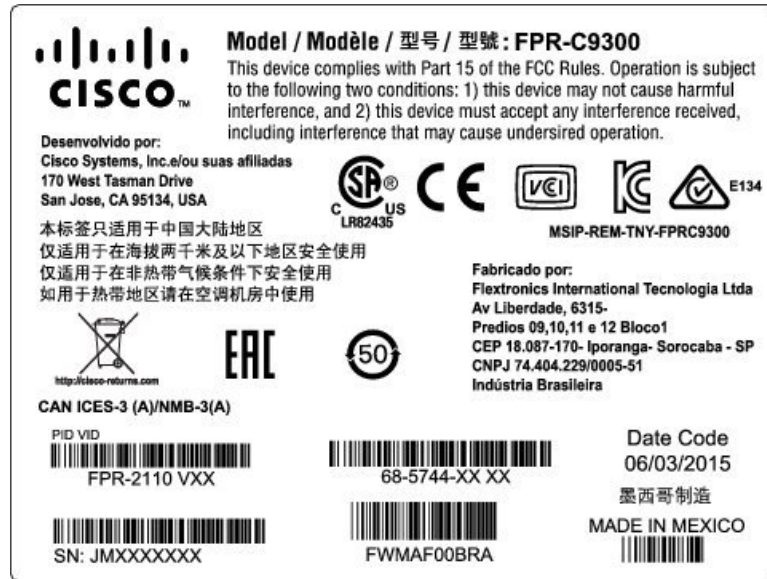 CISCO™
Model / Modèle / 型号 / 型號: FPR-C9300
This device complies with Part 15 of the FCC Rules. Operation is subject
to the following two conditions: 1) this device may not cause harmful
interference, and 2) this device must accept any interference received,
including interference that may cause undersired operation.
Desenvolvido por:
Cisco Systems, Inc.e/ou suas afiliadas
170 West Tasman Drive
San Jose, CA 95134, USA
本标签只适用于中国大陆地区
仅适用于在海拔两千米及以下地区安全使用
仅适用于在非热带气候条件下安全使用
如用于热带地区请在空调机房中使用
C SA ® US
LR82435
CE
VCI
KC
E134
MSIP-REM-TNY-FPRC9300
Fabricado por:
Flextronics International Tecnologia Ltda
Av Liberdade, 6315-
Predios 09,10,11 e 12 Bloco1
CEP 18.087-170- Iporanga- Sorocaba - SP
CNPJ 74.404.229/0005-51
Indústria Brasileira
http://cisco-returns.com
EAC
50
CAN ICES-3 (A)/NMB-3(A)
PID VID
FPR-2110 VXX
68-5744-XX XX
SN: JMXXXXXXX
FWMAF00BRA
Date Code
06/03/2015
墨西哥制造
MADE IN MEXICO